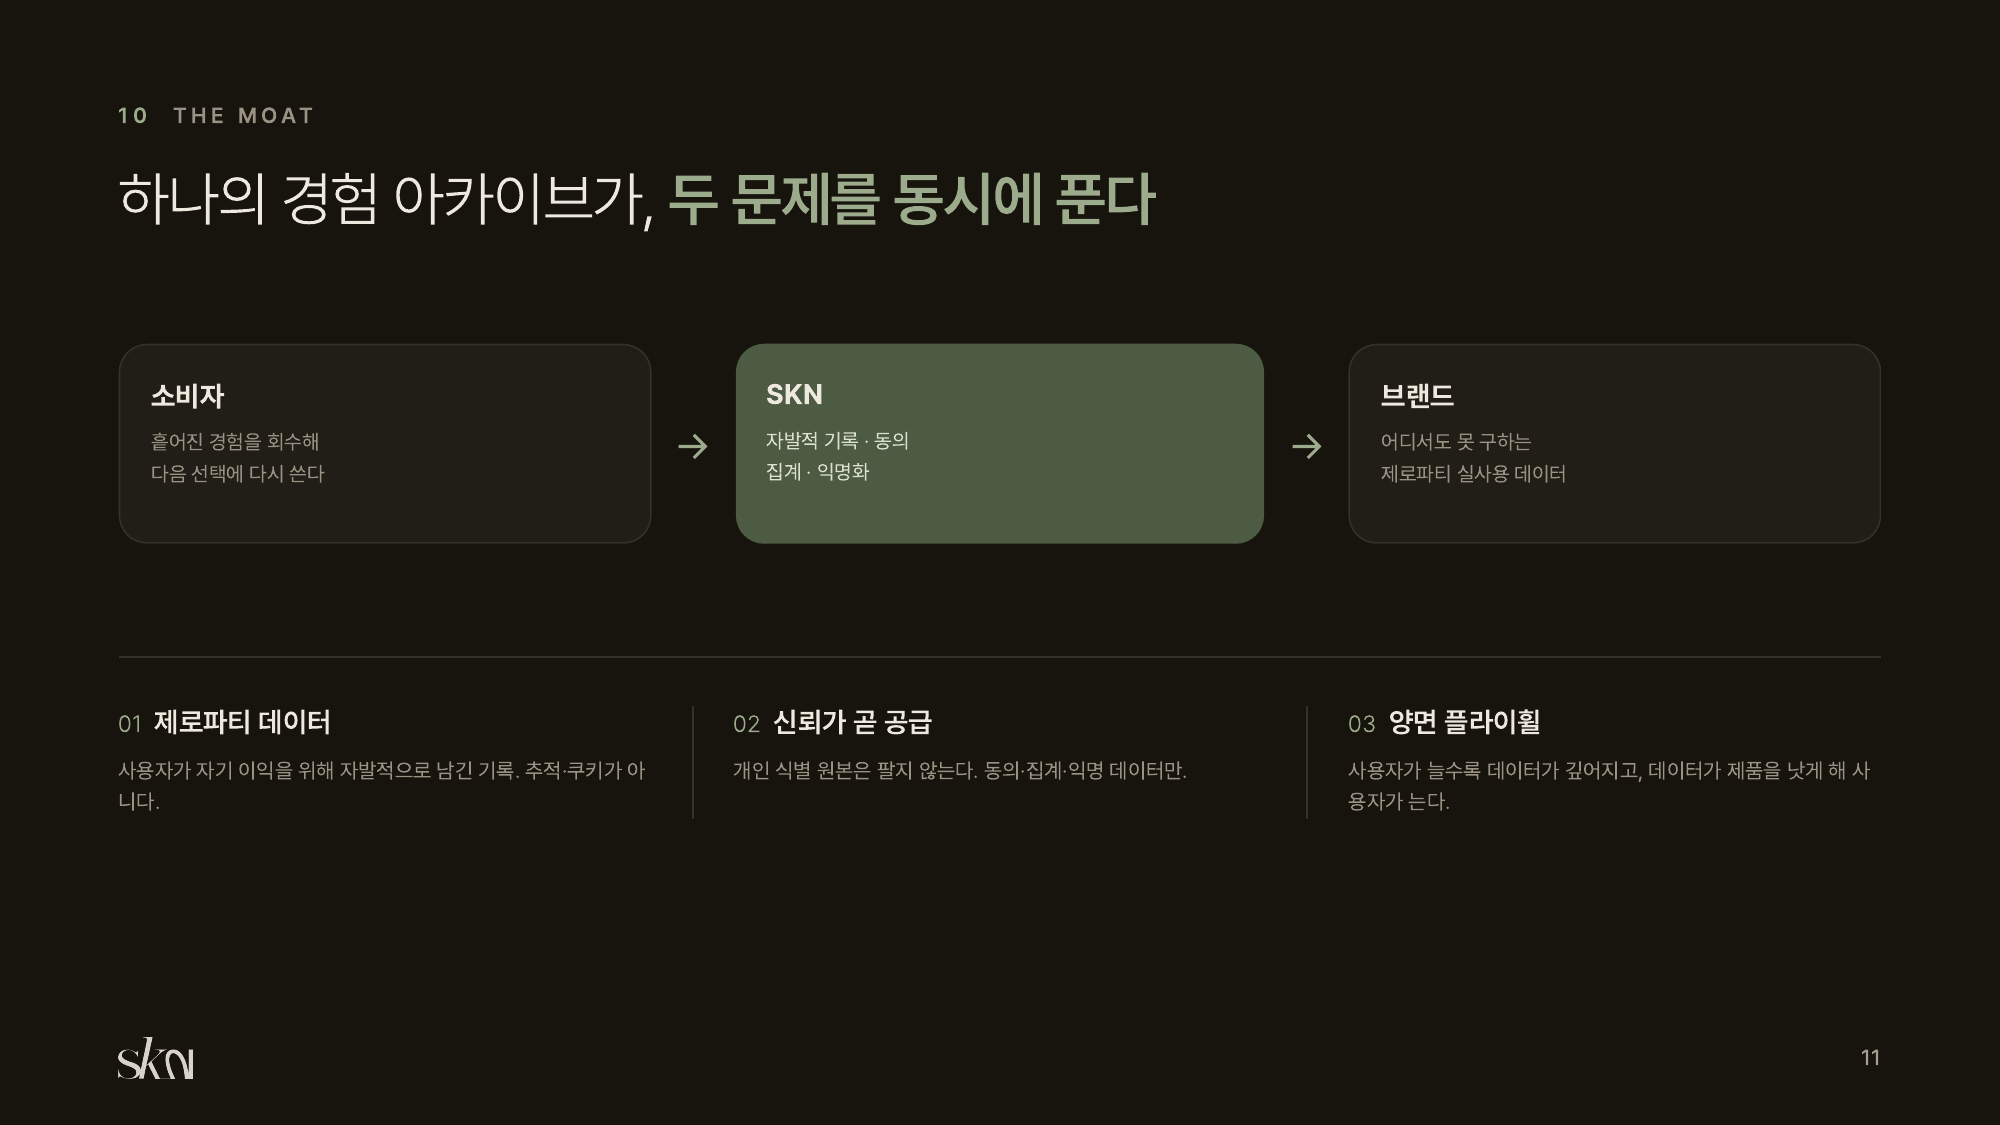 10 THE MOAT
하나의 경험 아카이브가, 두 문제를 동시에 푼다
소비자
흩어진 경험을 회수해
다음 선택에 다시 쓴다
→
SKN
자발적 기록 · 동의
집계 · 익명화
→
브랜드
어디서도 못 구하는
제로파티 실사용 데이터
01 제로파티 데이터
사용자가 자기 이익을 위해 자발적으로 남긴 기록. 추적·쿠키가 아
니다.
02 신뢰가 곧 공급
개인 식별 원본은 팔지 않는다. 동의·집계·익명 데이터만.
03 양면 플라이휠
사용자가 늘수록 데이터가 깊어지고, 데이터가 제품을 낫게 해 사
용자가 는다.
skn
11